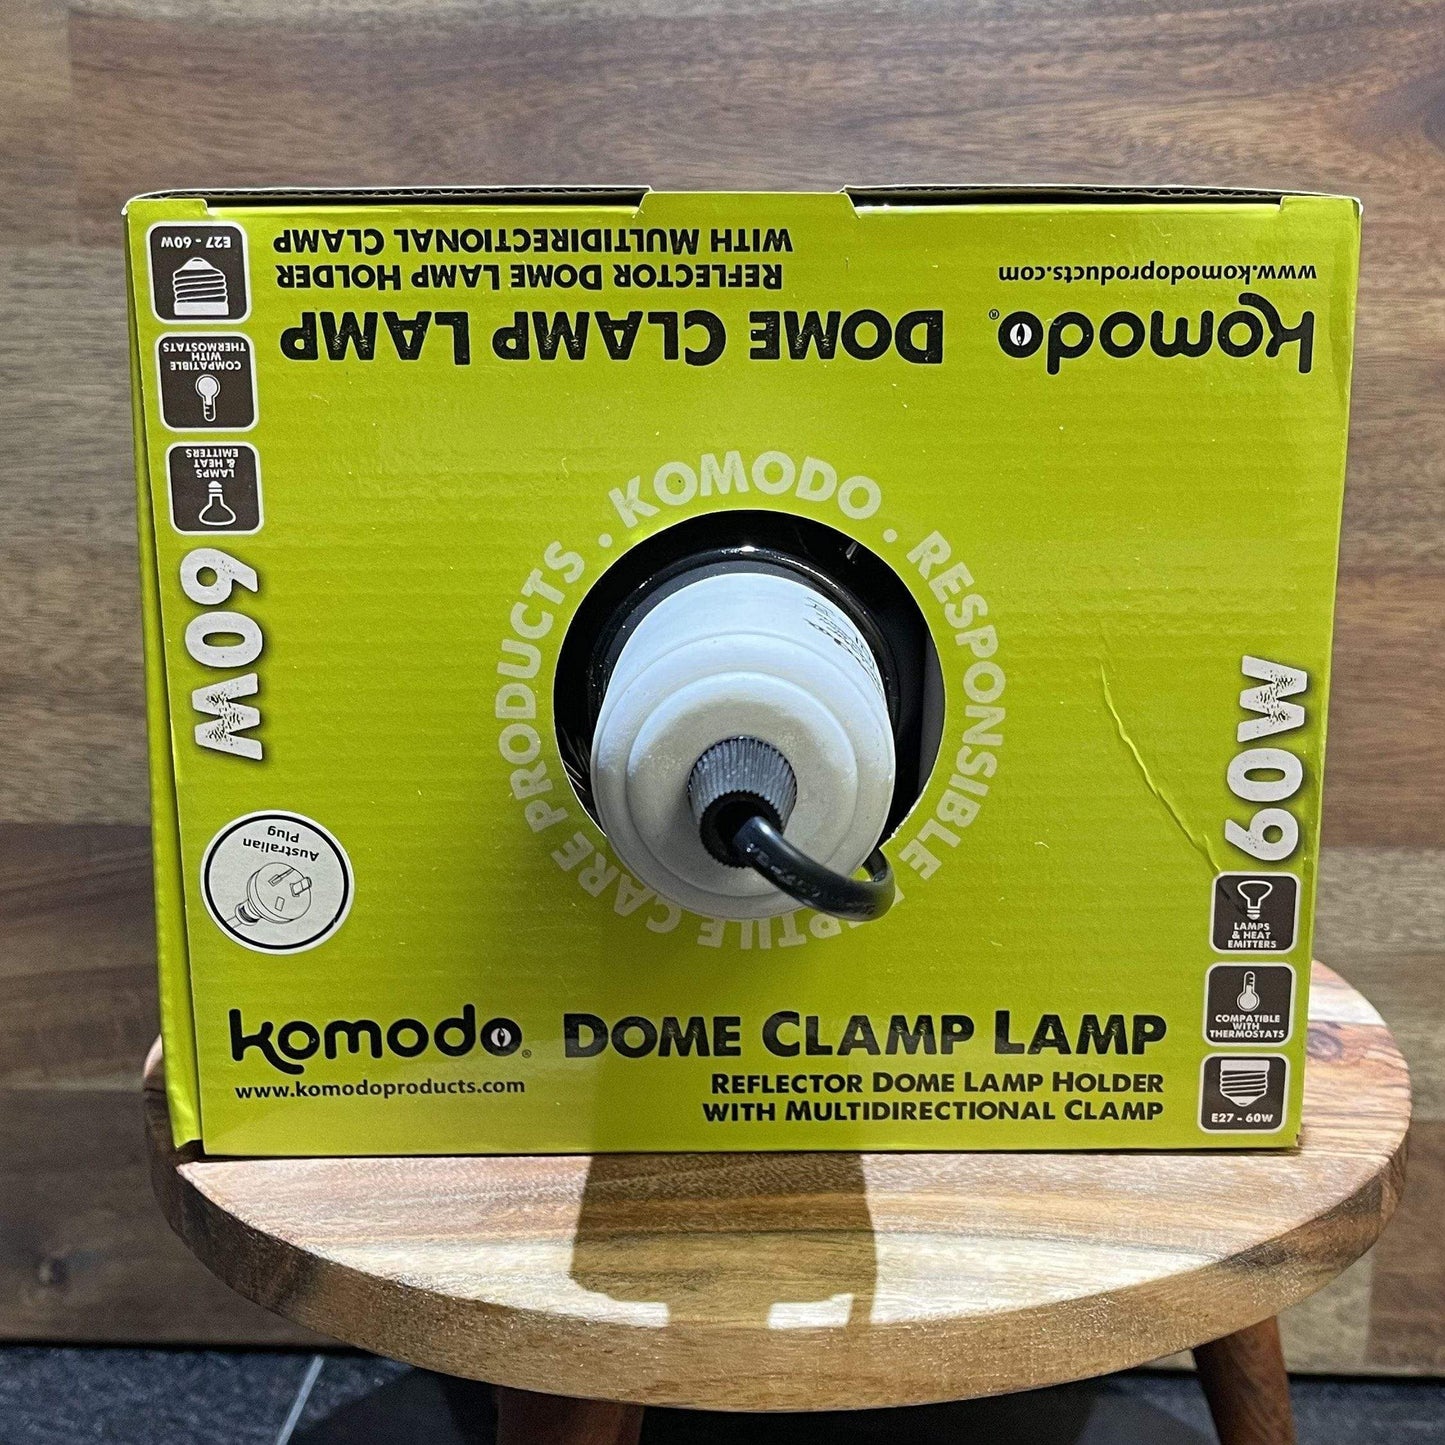 E27 - 60W
COMPATIBLE
WITH
THERMOSTATS
LAMPS
& HEAT
EMITTERS
60W
REFLECTOR DOME LAMP HOLDER
WITH MULTIDIRECTIONAL CLAMP
DOME CLAMP LAMP
www.komodoproducts.com
komodo®
. KOMODO . RESPONSIBLE REPTILE CARE PRODUCTS
Australian
Plug
60W
LAMPS
& HEAT
EMITTERS
COMPATIBLE
WITH
THERMOSTATS
E27 - 60W
komodo® DOME CLAMP LAMP
www.komodoproducts.com
REFLECTOR DOME LAMP HOLDER
WITH MULTIDIRECTIONAL CLAMP